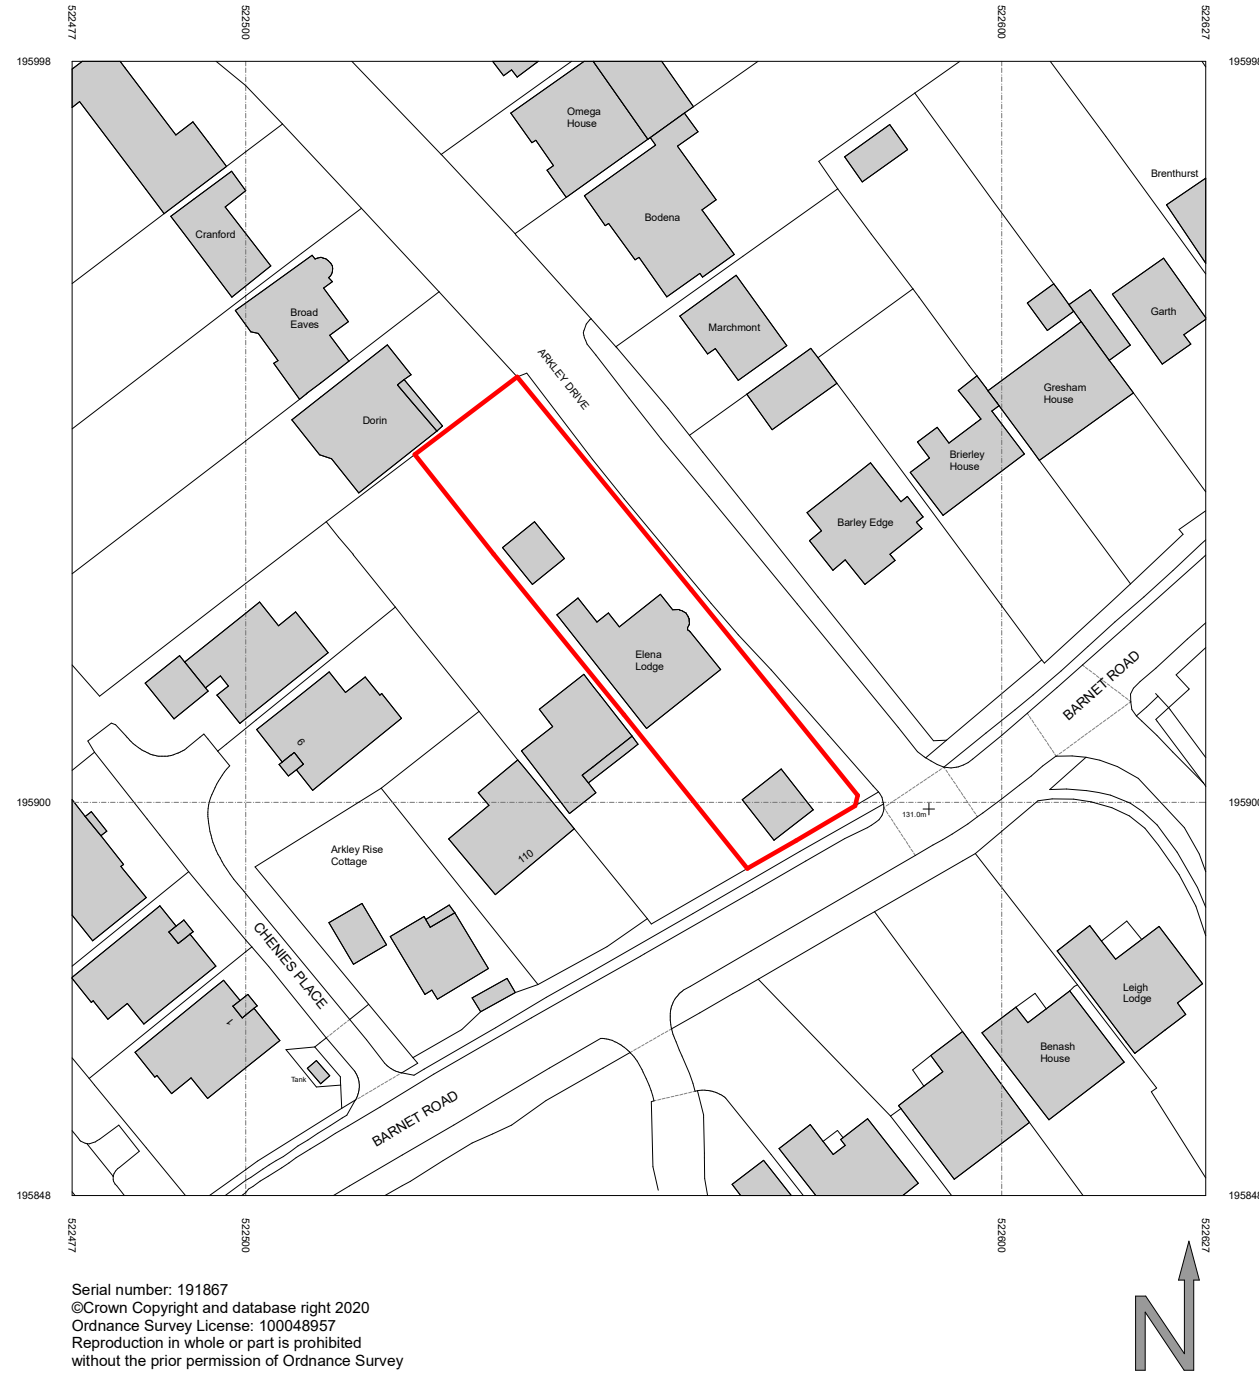 522477
522500
522600
522627
195998
195998
Omega
House
Brenthurst
Bodena
Cranford
Broad
Eaves
Garth
Marchmont
ARKLEY DRIVE
Gresham
House
Dorin
Brierley
House
Barley Edge
Elena
Lodge
BARNET ROAD
9
195900
195900
131.0m
Arkley Rise
Cottage
110
CHENIES PLACE
Leigh
Lodge
1
Benash
House
Tank
BARNET ROAD
195848
195848
522477
522500
522600
522627
Serial number: 191867
©Crown Copyright and database right 2020
Ordnance Survey License: 100048957
Reproduction in whole or part is prohibited
without the prior permission of Ordnance Survey
N